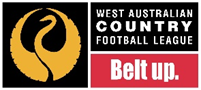 WEST AUSTRALIAN
COUNTRY
FOOTBALL LEAGUE
Belt up.